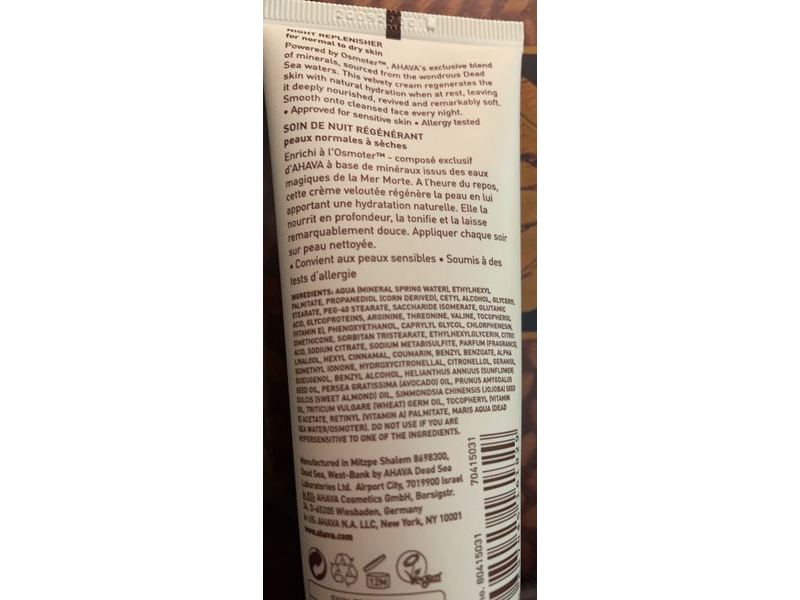 NIGHT REPLENISHER
for normal to dry skin
Powered by Osmoter™, AHAVA's exclusive blend
of minerals, sourced from the wondrous Dead
Sea waters. This velvety cream regenerates the
skin with natural hydration when at rest, leaving
it deeply nourished, revived and remarkably soft.
Smooth onto cleansed face every night.
• Approved for sensitive skin • Allergy tested
SOIN DE NUIT RÉGÉNÉRANT
peaux normales à sèches
Enrichi à l'Osmoter™ - composé exclusif
d'AHAVA à base de minéraux issus des eaux
magiques de la Mer Morte. A l'heure du repos,
cette crème veloutée régénère la peau en lui
apportant une hydratation naturelle. Elle la
nourrit en profondeur, la tonifie et la laisse
remarquablement douce. Appliquer chaque soir
sur peau nettoyée.
• Convient aux peaux sensibles • Soumis à des
tests d'allergie
INGREDIENTS: AQUA (MINERAL SPRING WATER), ETHYLHEXYL
PALMITATE, PROPANEDIOL (CORN DERIVED), CETYL ALCOHOL, GLYCERYL
STEARATE, PEG-40 STEARATE, SACCHARIDE ISOMERATE, GLUTAMIC
ACID, GLYCOPROTEINS, ARGININE, THREONINE, VALINE, TOCOPHEROL
(VITAMIN E), PHENOXYETHANOL, CAPRYLYL GLYCOL, CHLORPHENESIN,
DIMETHICONE, SORBITAN TRISTEARATE, ETHYLHEXYLGLYCERIN, CITRIC
ACID, SODIUM CITRATE, SODIUM METABISULFITE, PARFUM (FRAGRANCE)
LINALOOL, HEXYL CINNAMAL, COUMARIN, BENZYL BENZOATE, ALPHA
ISOMETHYL IONONE, HYDROXYCITRONELLAL, CITRONELLOL, GERANIOL,
ISOEUGENOL, BENZYL ALCOHOL, HELIANTHUS ANNUUS (SUNFLOWER)
SEED OIL, PERSEA GRATISSIMA (AVOCADO) OIL, PRUNUS AMYGDALUS
DULCIS (SWEET ALMOND) OIL, SIMMONDSIA CHINENSIS (JOJOBA) SEED
OIL, TRITICUM VULGARE (WHEAT) GERM OIL, TOCOPHERYL (VITAMIN
E) ACETATE, RETINYL (VITAMIN A) PALMITATE, MARIS AQUA (DEAD
SEA WATER/OSMOTER). DO NOT USE IF YOU ARE
HYPERSENSITIVE TO ONE OF THE INGREDIENTS.
Manufactured in Mitzpe Shalem 8698300,
Dead Sea, West-Bank by AHAVA Dead Sea
Laboratories Ltd. Airport City, 7019900 Israel
In EU: AHAVA Cosmetics GmbH, Borsigstr.
34, D-65205 Wiesbaden, Germany
In US: AHAVA N.A. LLC, New York, NY 10001
www.ahava.com
12M
Vegan
70415031
no. 80415031